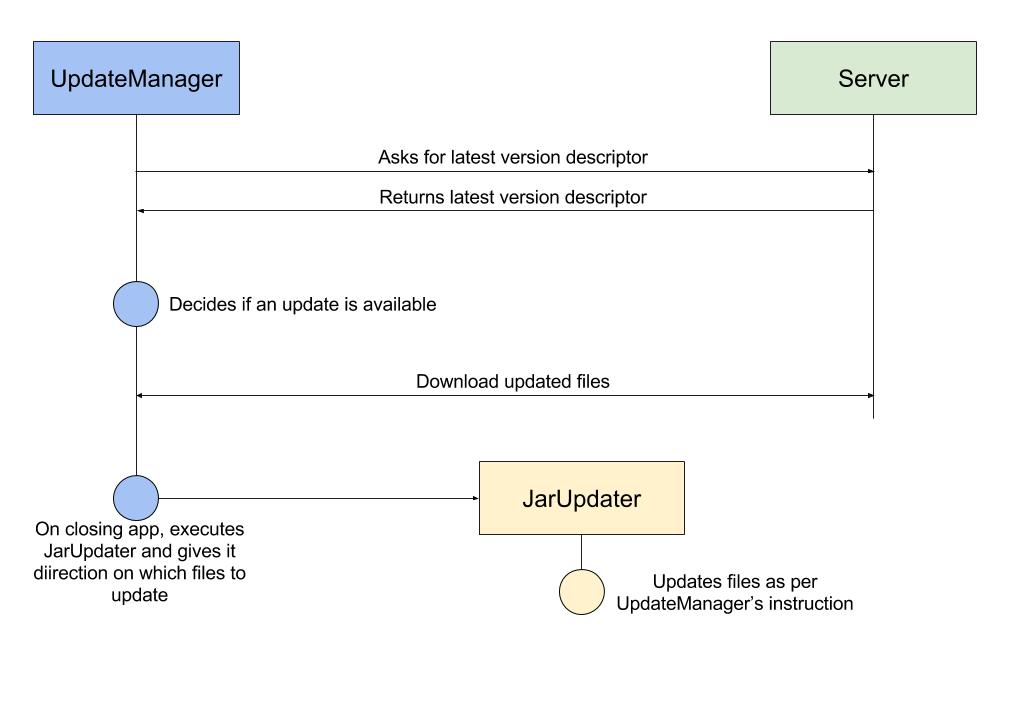 UpdateManager
Server
Asks for latest version descriptor
Returns latest version descriptor
Decides if an update is available
Download updated files
JarUpdater
On closing app, executes
JarUpdater and gives it
diirection on which files to
update
Updates files as per
UpdateManager’s instruction